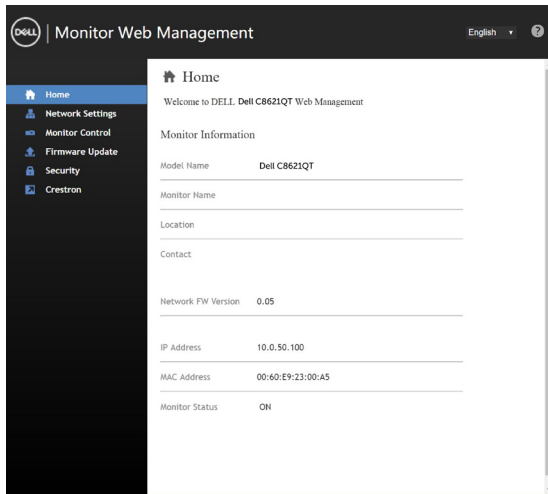 DELL | Monitor Web Management
English
?
Home
Network Settings
Monitor Control
Firmware Update
Security
Crestron
Home
Welcome to DELL Dell C8621QT Web Management
Monitor Information
Model Name Dell C8621QT
Monitor Name
Location
Contact
Network FW Version 0.05
IP Address 10.0.50.100
MAC Address 00:60:E9:23:00:A5
Monitor Status ON